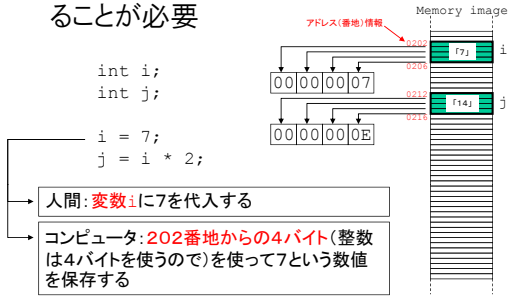 ることが必要
Memory image
アドレス(番地)情報
0202
「7」
i
0206
00 00 00 07
int i;
int j;
0212
「14」
j
0216
00 00 00 0E
i = 7;
j = i * 2;
人間:変数iに7を代入する
コンピュータ:202番地からの4バイト(整数
は4バイトを使うので)を使って7という数値
を保存する